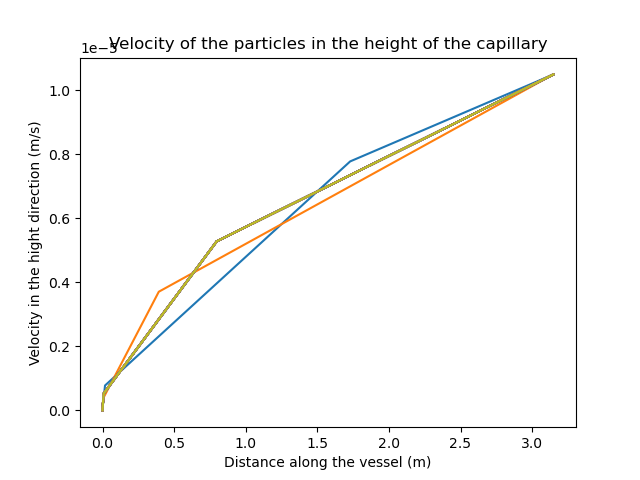 Velocity of the particles in the height of the capillary
1e−5
1.0
0.8
0.6
0.4
0.2
0.0
Velocity in the hight direction (m/s)
0.0 0.5 1.0 1.5 2.0 2.5 3.0
Distance along the vessel (m)